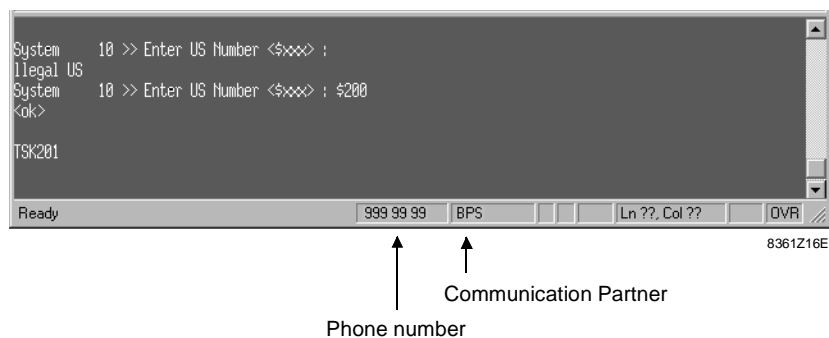 System 10 >> Enter US Number <$xxx> :
llegal US
System 10 >> Enter US Number <$xxx> : $200
<ok>
TSK201
Ready 999 99 99 BPS Ln ??, Col ?? OVR
8361Z16E
Communication Partner
Phone number